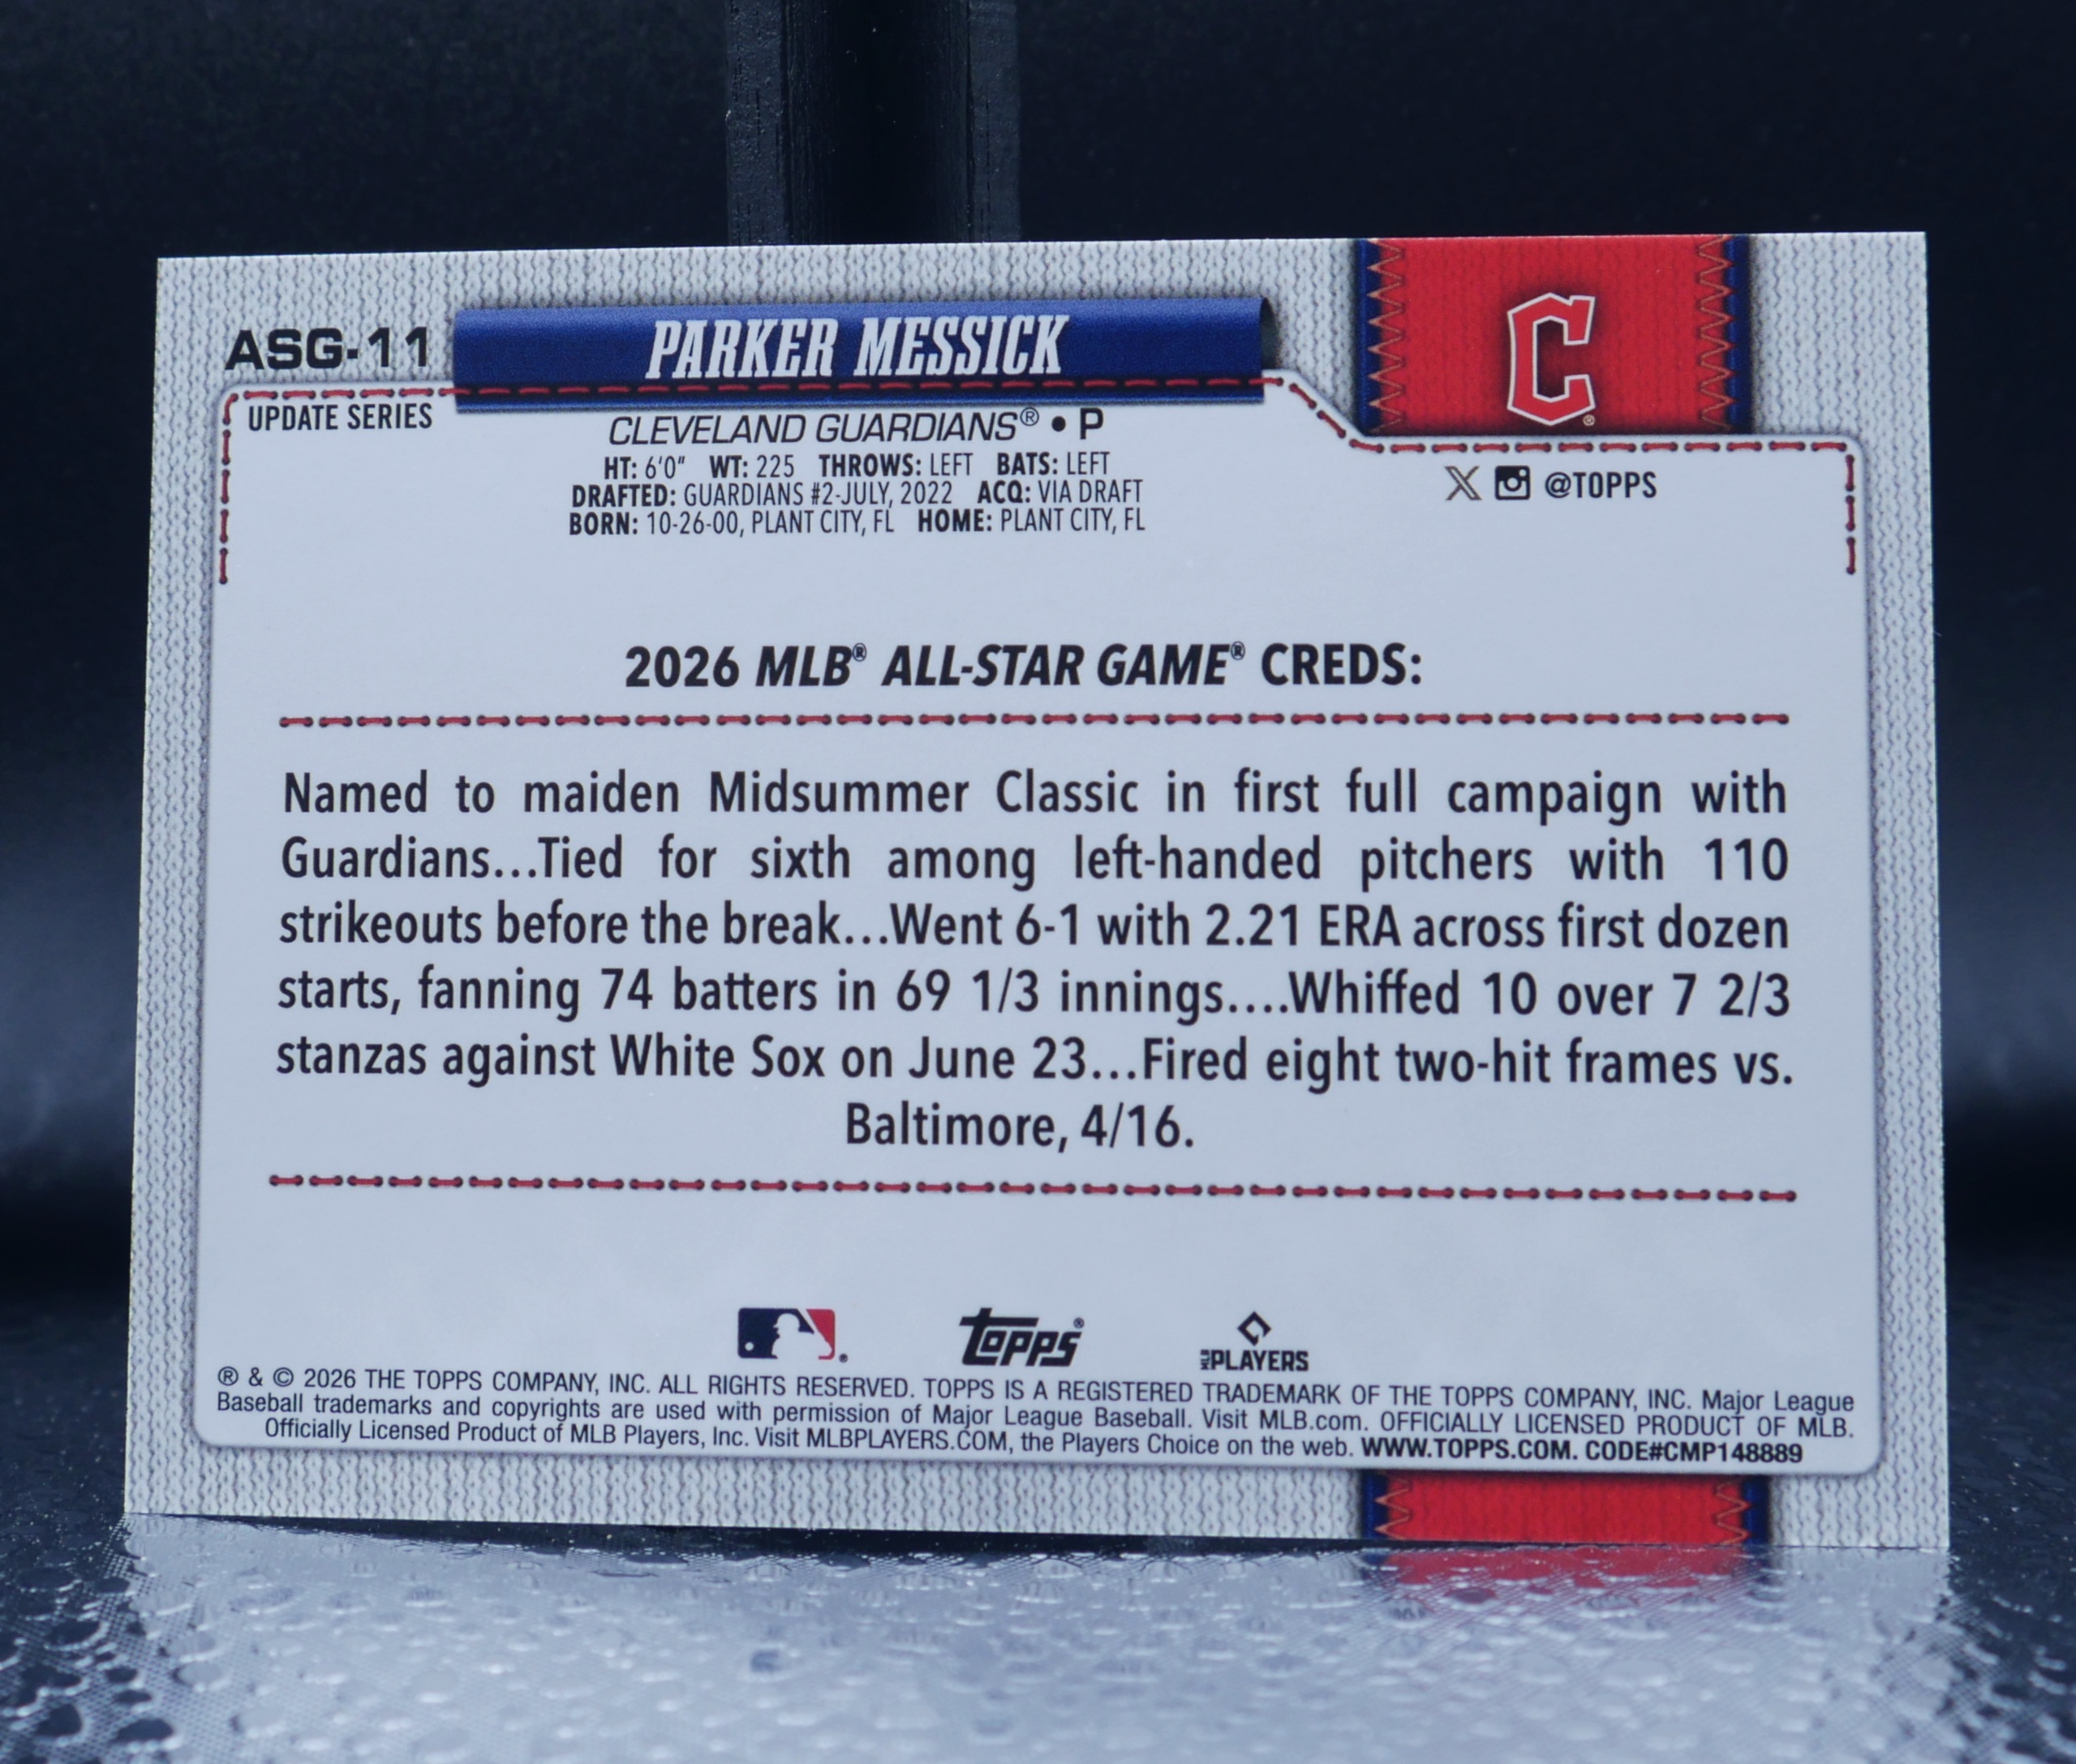 ASG-11
PARKER MESSICK
C
UPDATE SERIES
CLEVELAND GUARDIANS® • P
HT: 6'0" WT: 225 THROWS: LEFT BATS: LEFT
DRAFTED: GUARDIANS #2-JULY, 2022 ACQ: VIA DRAFT
BORN: 10-26-00, PLANT CITY, FL HOME: PLANT CITY, FL
X @TOPPS
2026 MLB® ALL-STAR GAME® CREDS:
Named to maiden Midsummer Classic in first full campaign with
Guardians...Tied for sixth among left-handed pitchers with 110
strikeouts before the break...Went 6-1 with 2.21 ERA across first dozen
starts, fanning 74 batters in 69 1/3 innings....Whiffed 10 over 7 2/3
stanzas against White Sox on June 23...Fired eight two-hit frames vs.
Baltimore, 4/16.
Topps®
MLB PLAYERS
® & © 2026 THE TOPPS COMPANY, INC. ALL RIGHTS RESERVED. TOPPS IS A REGISTERED TRADEMARK OF THE TOPPS COMPANY, INC. Major League
Baseball trademarks and copyrights are used with permission of Major League Baseball. Visit MLB.com. OFFICIALLY LICENSED PRODUCT OF MLB.
Officially Licensed Product of MLB Players, Inc. Visit MLBPLAYERS.COM, the Players Choice on the web. WWW.TOPPS.COM. CODE#CMP148889